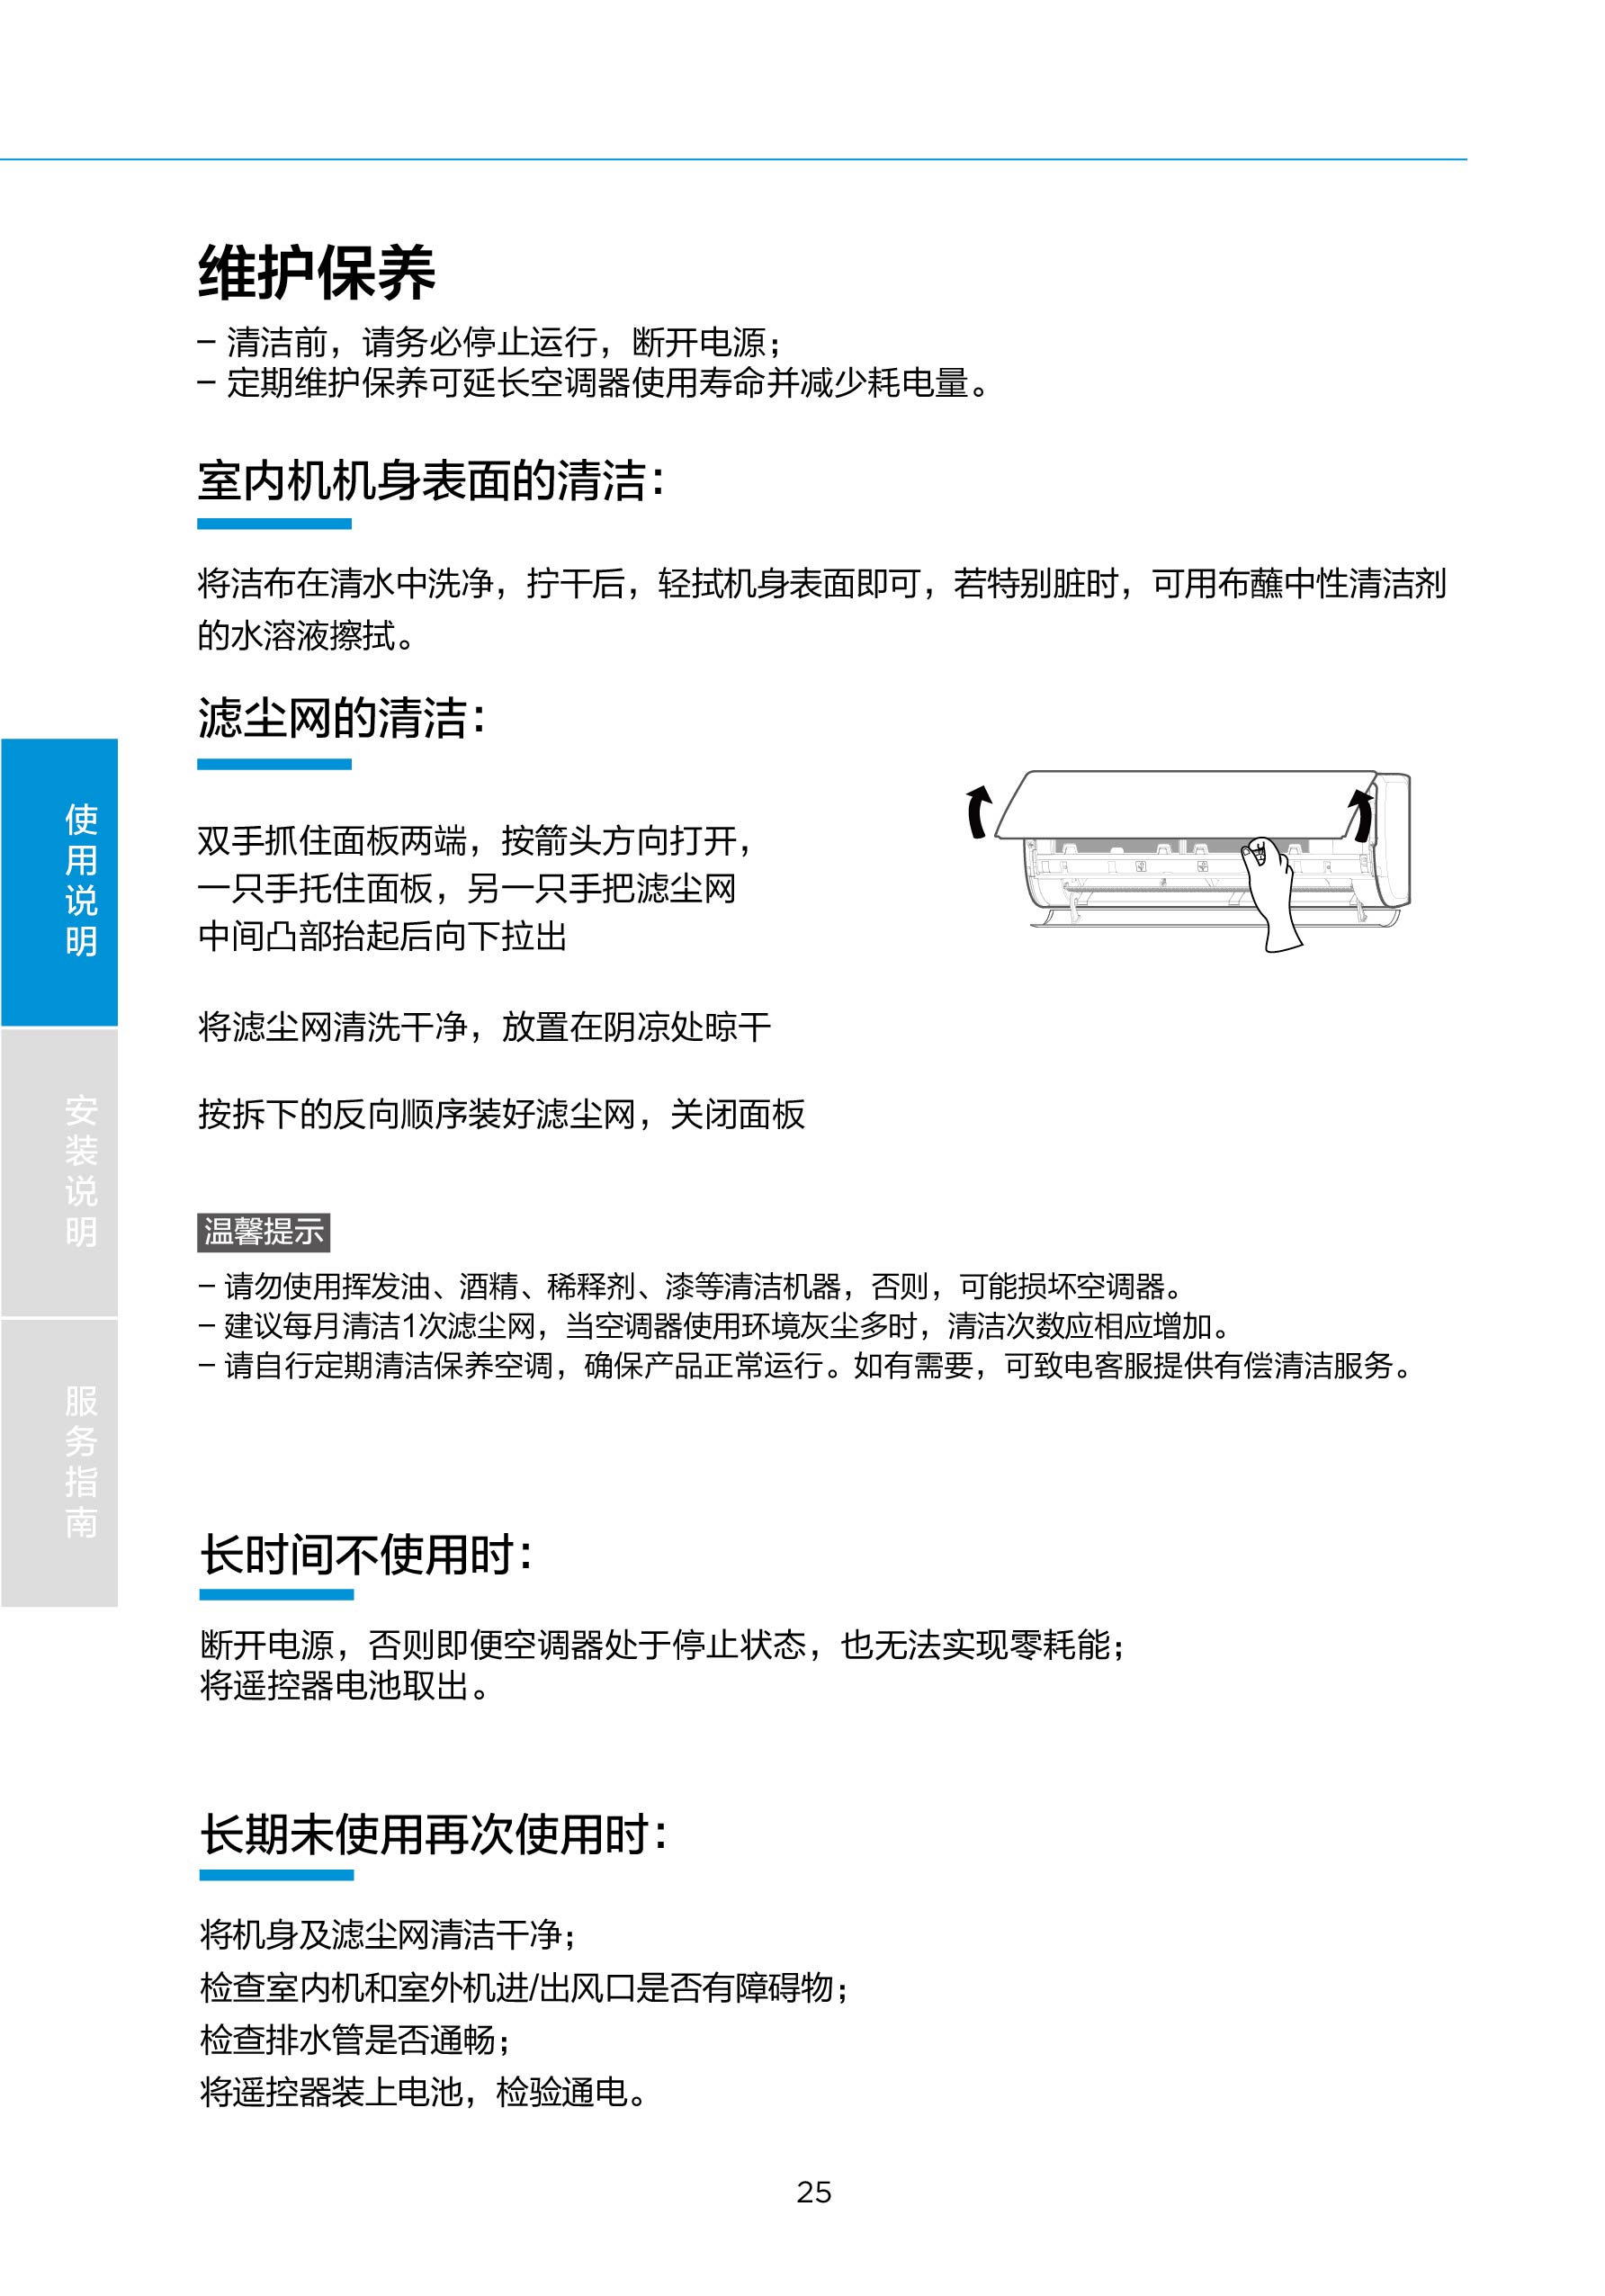 维护保养
- 清洁前，请务必停止运行，断开电源；
- 定期维护保养可延长空调器使用寿命并减少耗电量。
室内机机身表面的清洁：
将洁布在清水中洗净，拧干后，轻拭机身表面即可，若特别脏时，可用布蘸中性清洁剂
的水溶液擦拭。
滤尘网的清洁：
双手抓住面板两端，按箭头方向打开，
一只手托住面板，另一只手把滤尘网
中间凸部抬起后向下拉出
将滤尘网清洗干净，放置在阴凉处晾干
按拆下的反向顺序装好滤尘网，关闭面板
温馨提示
- 请勿使用挥发油、酒精、稀释剂、漆等清洁机器，否则，可能损坏空调器。
- 建议每月清洁1次滤尘网，当空调器使用环境灰尘多时，清洁次数应相应增加。
- 请自行定期清洁保养空调，确保产品正常运行。如有需要，可致电客服提供有偿清洁服务。
长时间不使用时：
断开电源，否则即便空调器处于停止状态，也无法实现零耗能；
将遥控器电池取出。
长期未使用再次使用时：
将机身及滤尘网清洁干净；
检查室内机和室外机进/出风口是否有障碍物；
检查排水管是否通畅；
将遥控器装上电池，检验通电。
使用说明
安装说明
服务指南
25